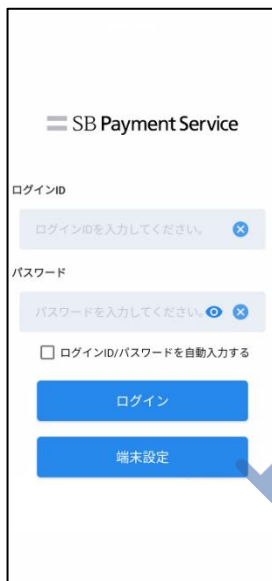 SB Payment Service
ログインID
ログインIDを入力してください。
パスワード
パスワードを入力してください。
ログインID/パスワードを自動入力する
ログイン
端末設定